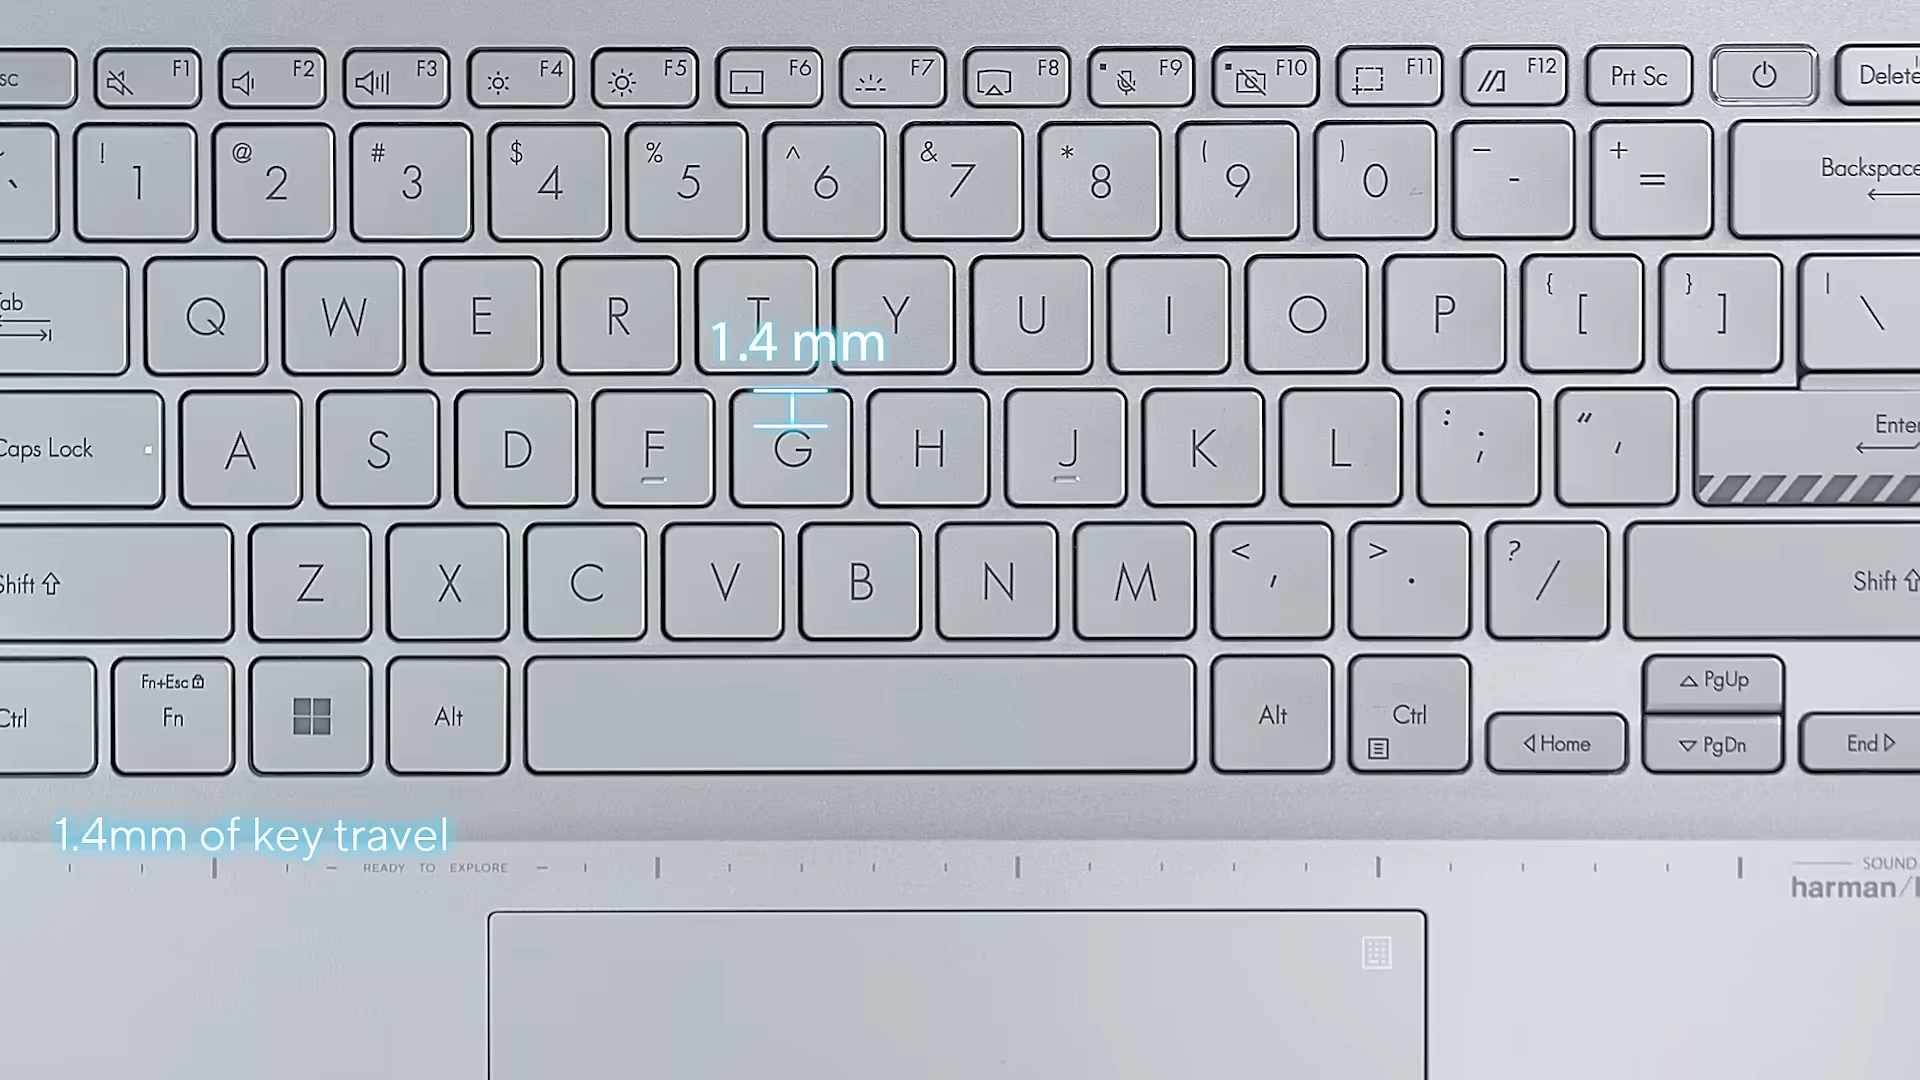 sc F1 F2 F3 F4 F5 F6 F7 F8 F9 F10 F11 F12 Prt Sc Delete
~ ` ! 1 @ 2 # 3 $ 4 % 5 ^ 6 & 7 * 8 ( 9 ) 0 _ - + = Backspace
ab Q W E R T Y U I O P { [ } ] | \
1.4 mm
Caps Lock A S D F G H J K L : ; " ' Enter
Shift Z X C V B N M < , > . ? / Shift
Ctrl Fn+Esc Fn Alt Alt Ctrl Home PgUp PgDn End
1.4mm of key travel
READY TO EXPLORE
SOUND
harman/